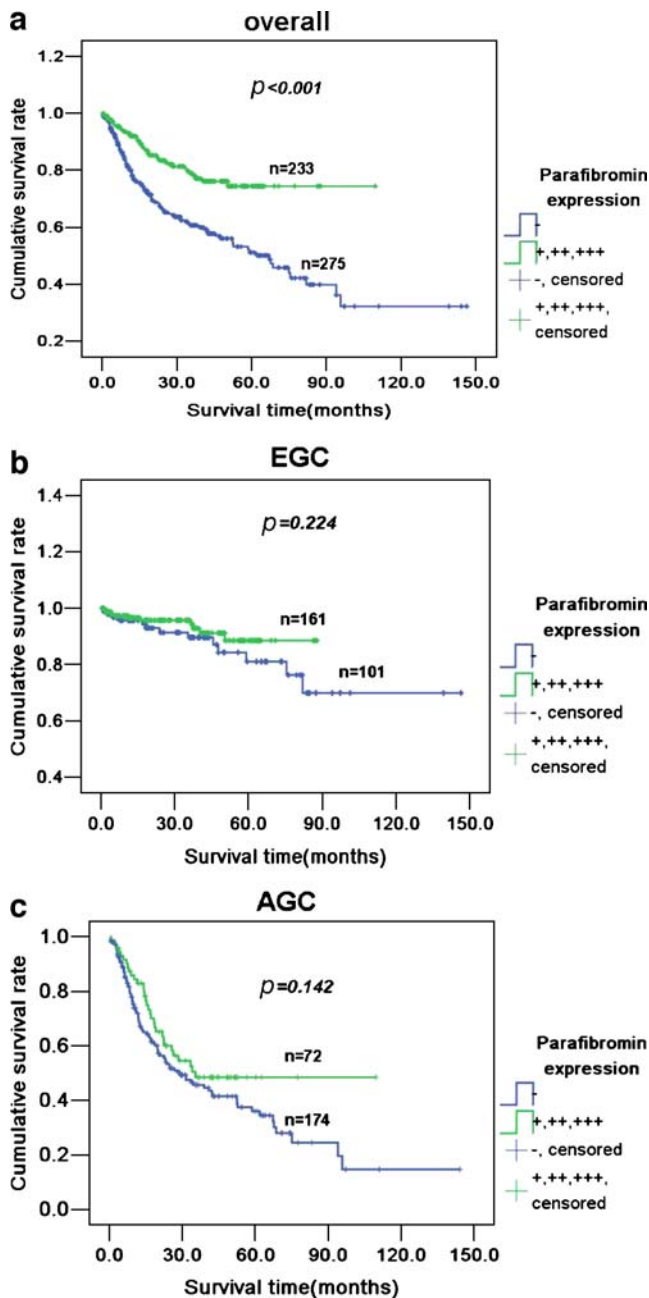 a
overall
1.2
1.0
0.8
0.6
0.4
0.2
Cumulative survival rate
p<0.001
n=233
n=275
0.0 30.0 60.0 90.0 120.0 150.0
Survival time(months)
Parafibromin
expression
-
+,++,+++
-, censored
+,++,+++,
censored
b
EGC
1.4
1.2
1.0
0.8
0.6
0.4
Cumulative survival rate
p=0.224
n=161
n=101
0.0 30.0 60.0 90.0 120.0 150.0
Survival time(months)
Parafibromin
expression
-
+,++,+++
-, censored
+,++,+++,
censored
c
AGC
1.0
0.8
0.6
0.4
0.2
0.0
Cumulative survival rate
p=0.142
n=72
n=174
0.0 30.0 60.0 90.0 120.0 150.0
Survival time(months)
Parafibromin
expression
-
+,++,+++
-, censored
+,++,+++,
censored